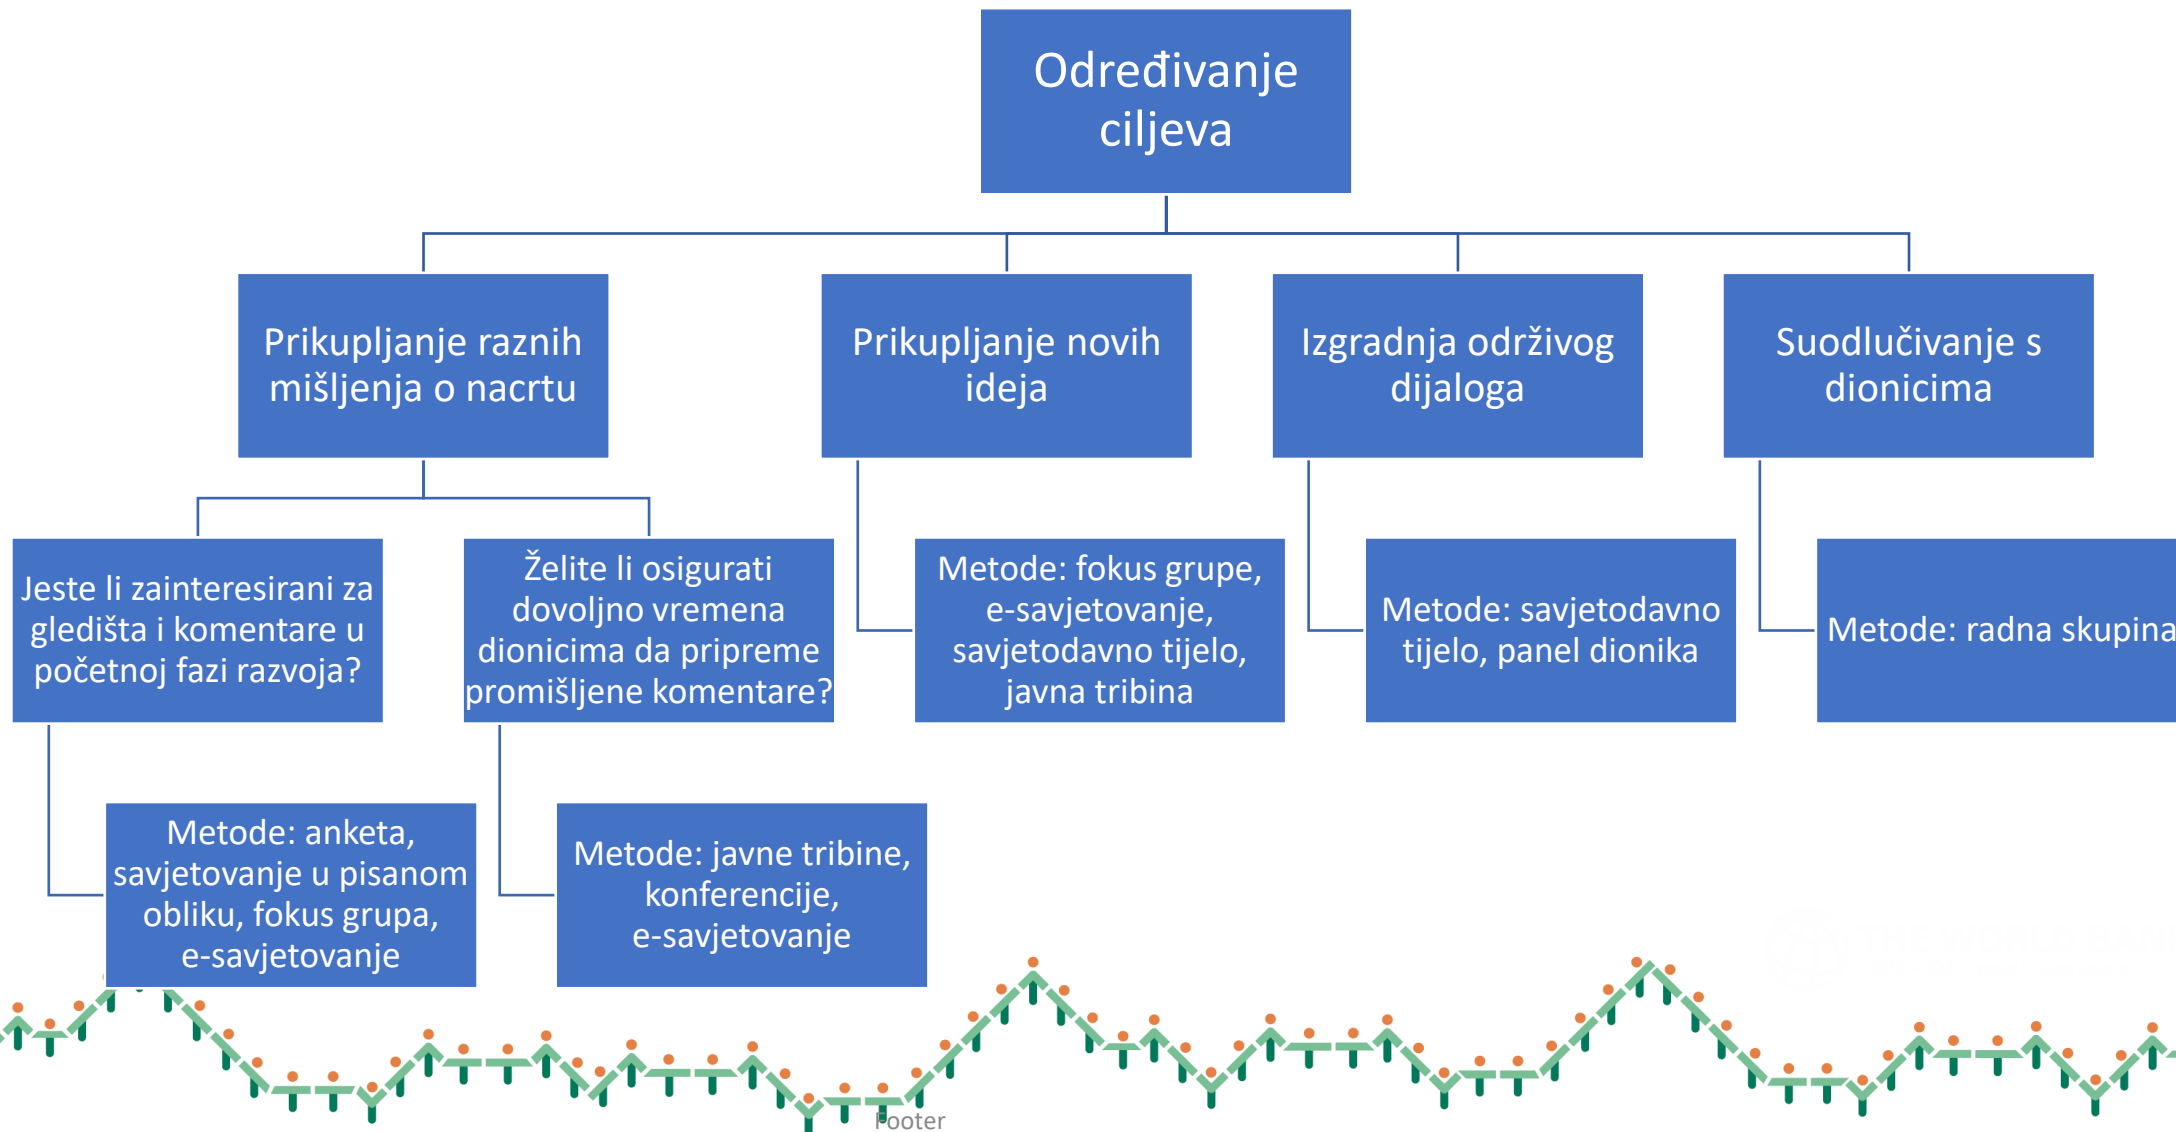 Određivanje
ciljeva
Prikupljanje raznih
mišljenja o nacrtu
Prikupljanje novih
ideja
Izgradnja održivog
dijaloga
Suodlučivanje s
dionicima
Jeste li zainteresirani za
gledišta i komentare u
početnoj fazi razvoja?
Želite li osigurati
dovoljno vremena
dionicima da pripreme
promišljene komentare?
Metode: fokus grupe,
e-savjetovanje,
savjetodavno tijelo,
javna tribina
Metode: savjetodavno
tijelo, panel dionika
Metode: radna skupina
Metode: anketa,
savjetovanje u pisanom
obliku, fokus grupa,
e-savjetovanje
Metode: javne tribine,
konferencije,
e-savjetovanje
Footer